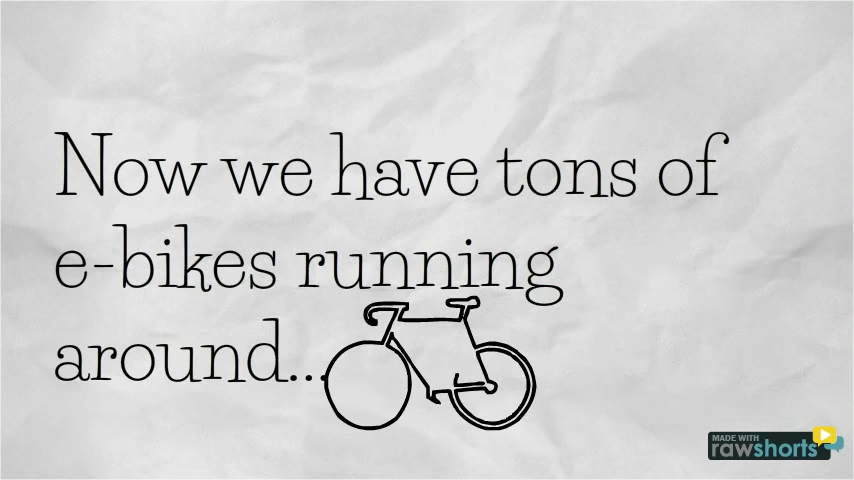 Now we have tons of
e-bikes running
around...
MADE WITH
rawshorts